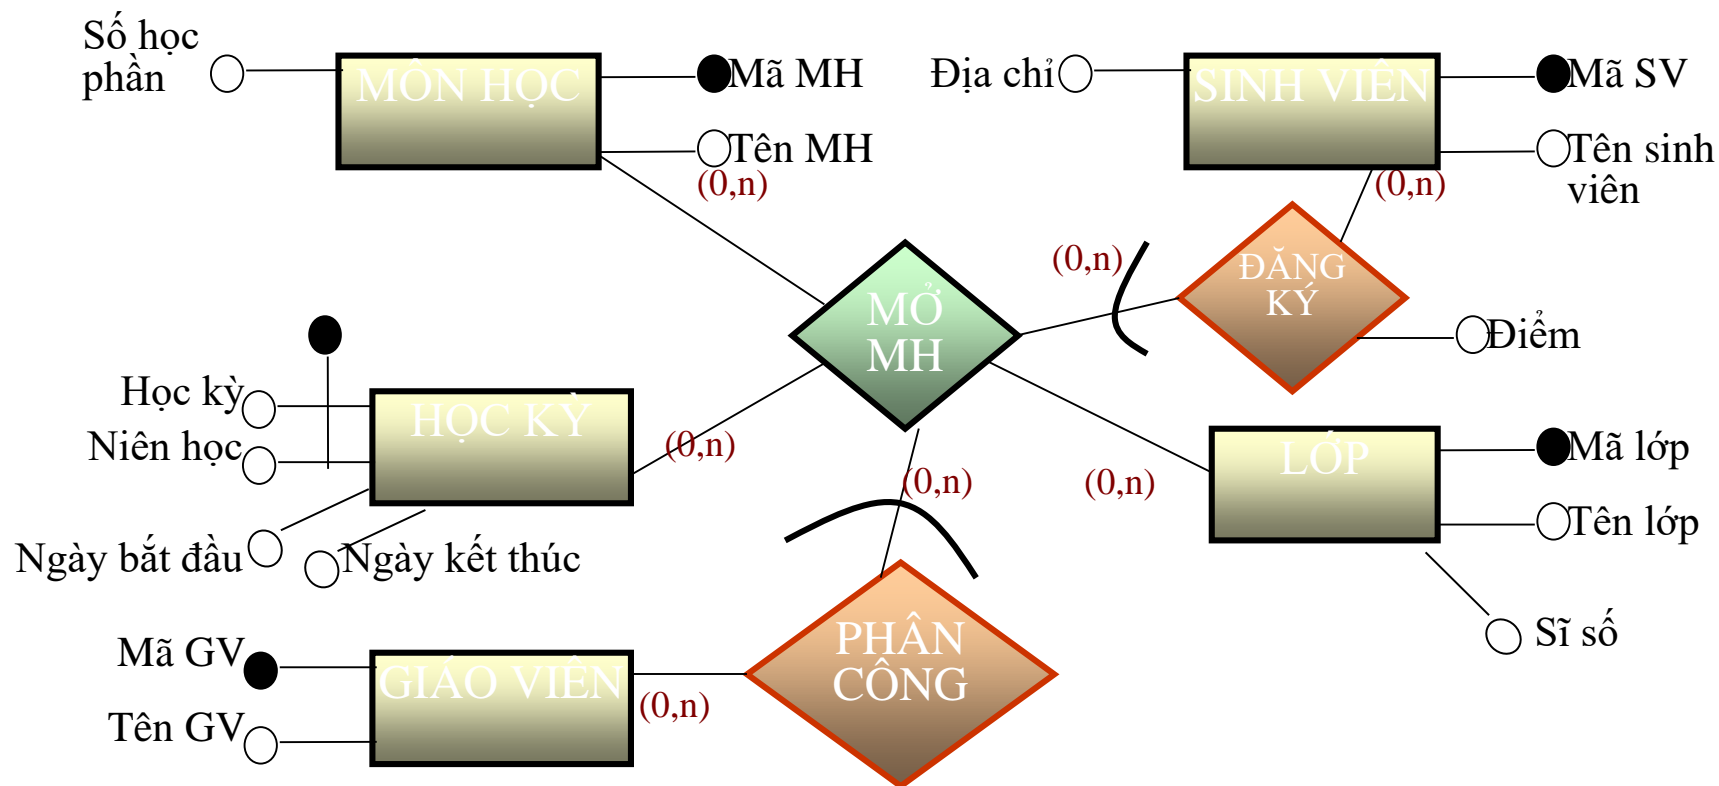 Số học
phần
MÔN HỌC
Mã MH
Tên MH
(0,n)
Địa chỉ
SINH VIÊN
Mã SV
Tên sinh
viên
(0,n)
(0,n)
ĐĂNG
KÝ
Điểm
MỞ
MH
Học kỳ
Niên học
HỌC KỲ
(0,n)
Ngày bắt đầu
Ngày kết thúc
(0,n)
(0,n)
LỚP
Mã lớp
Tên lớp
Sĩ số
Mã GV
Tên GV
GIÁO VIÊN
(0,n)
PHÂN
CÔNG